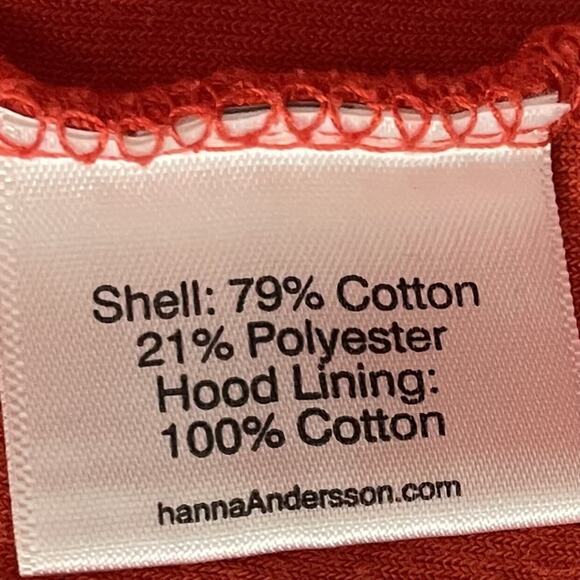 Shell: 79% Cotton
21% Polyester
Hood Lining:
100% Cotton
hannaAndersson.com